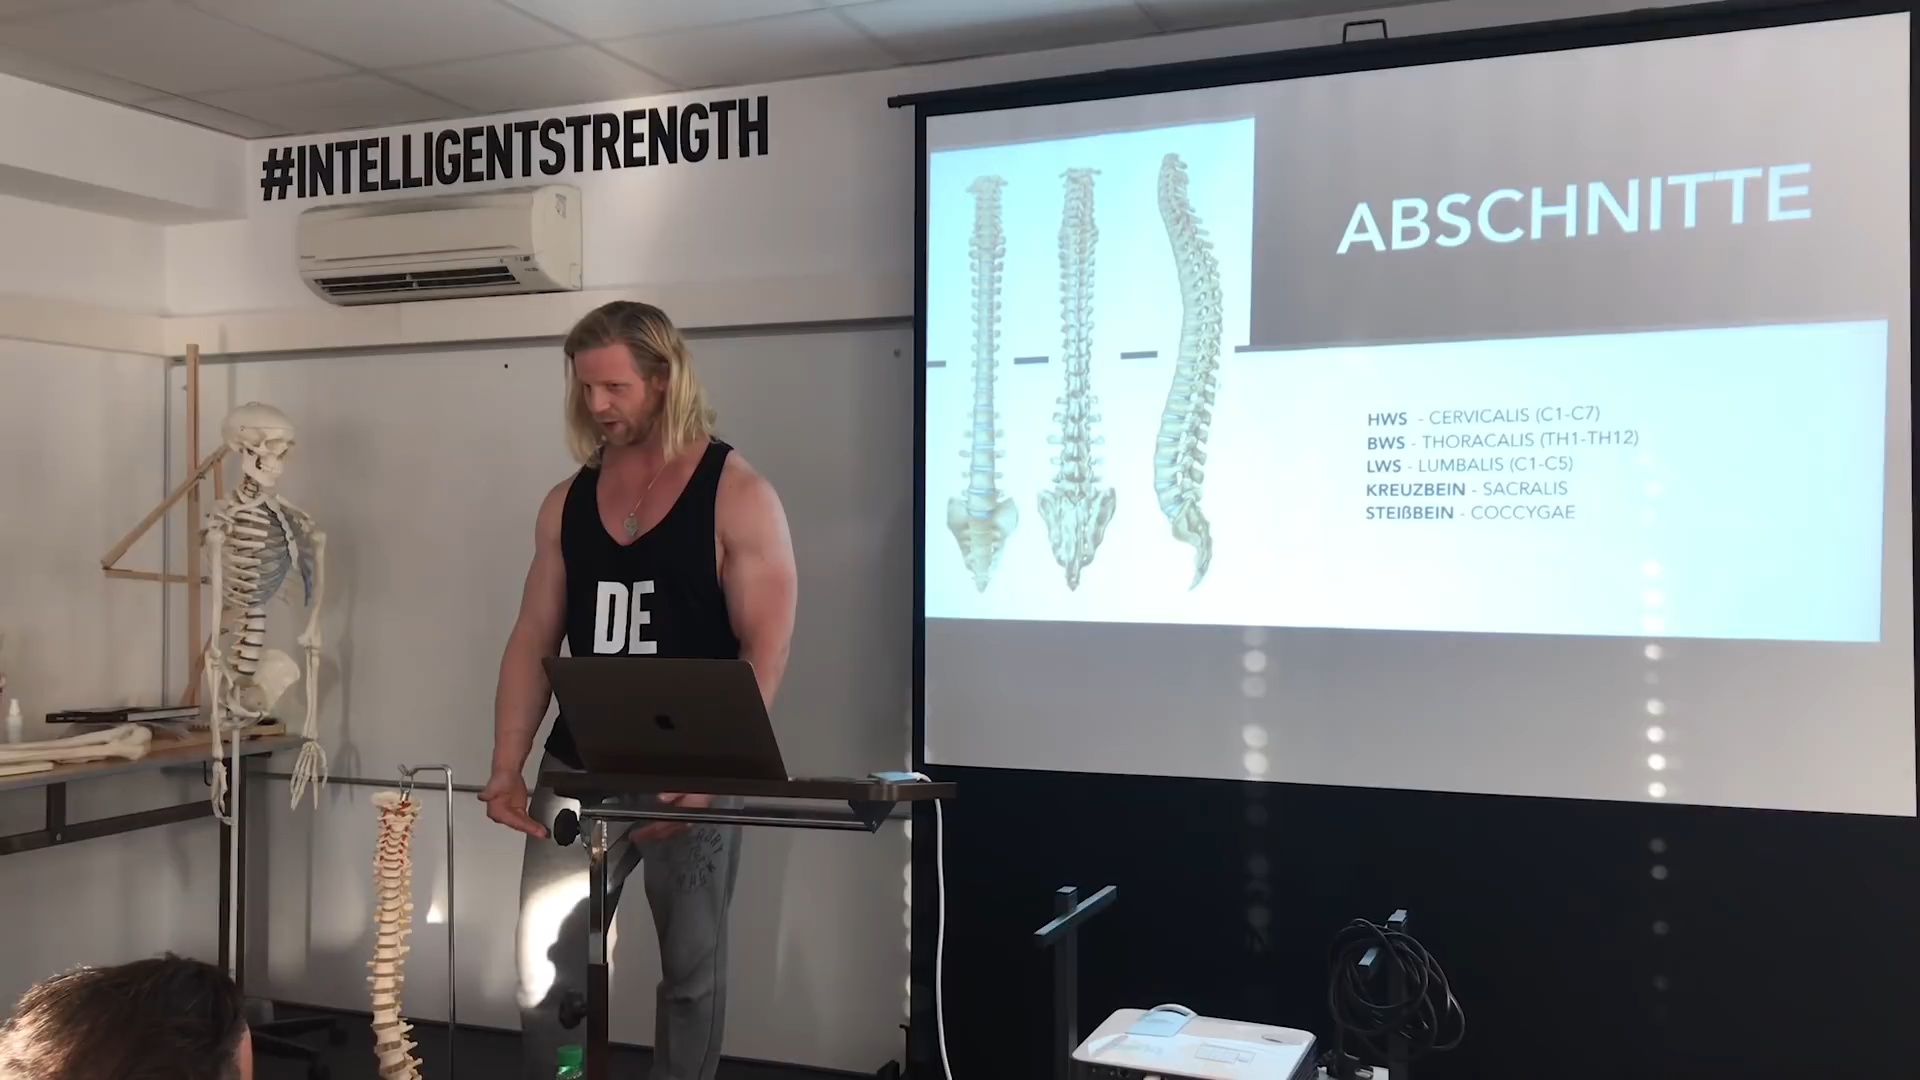 #INTELLIGENTSTRENGTH
ABSCHNITTE
HWS - CERVICALIS (C1-C7)
BWS - THORACALIS (TH1-TH12)
LWS - LUMBALIS (C1-C5)
KREUZBEIN - SACRALIS
STEIßBEIN - COCCYGAE
DE